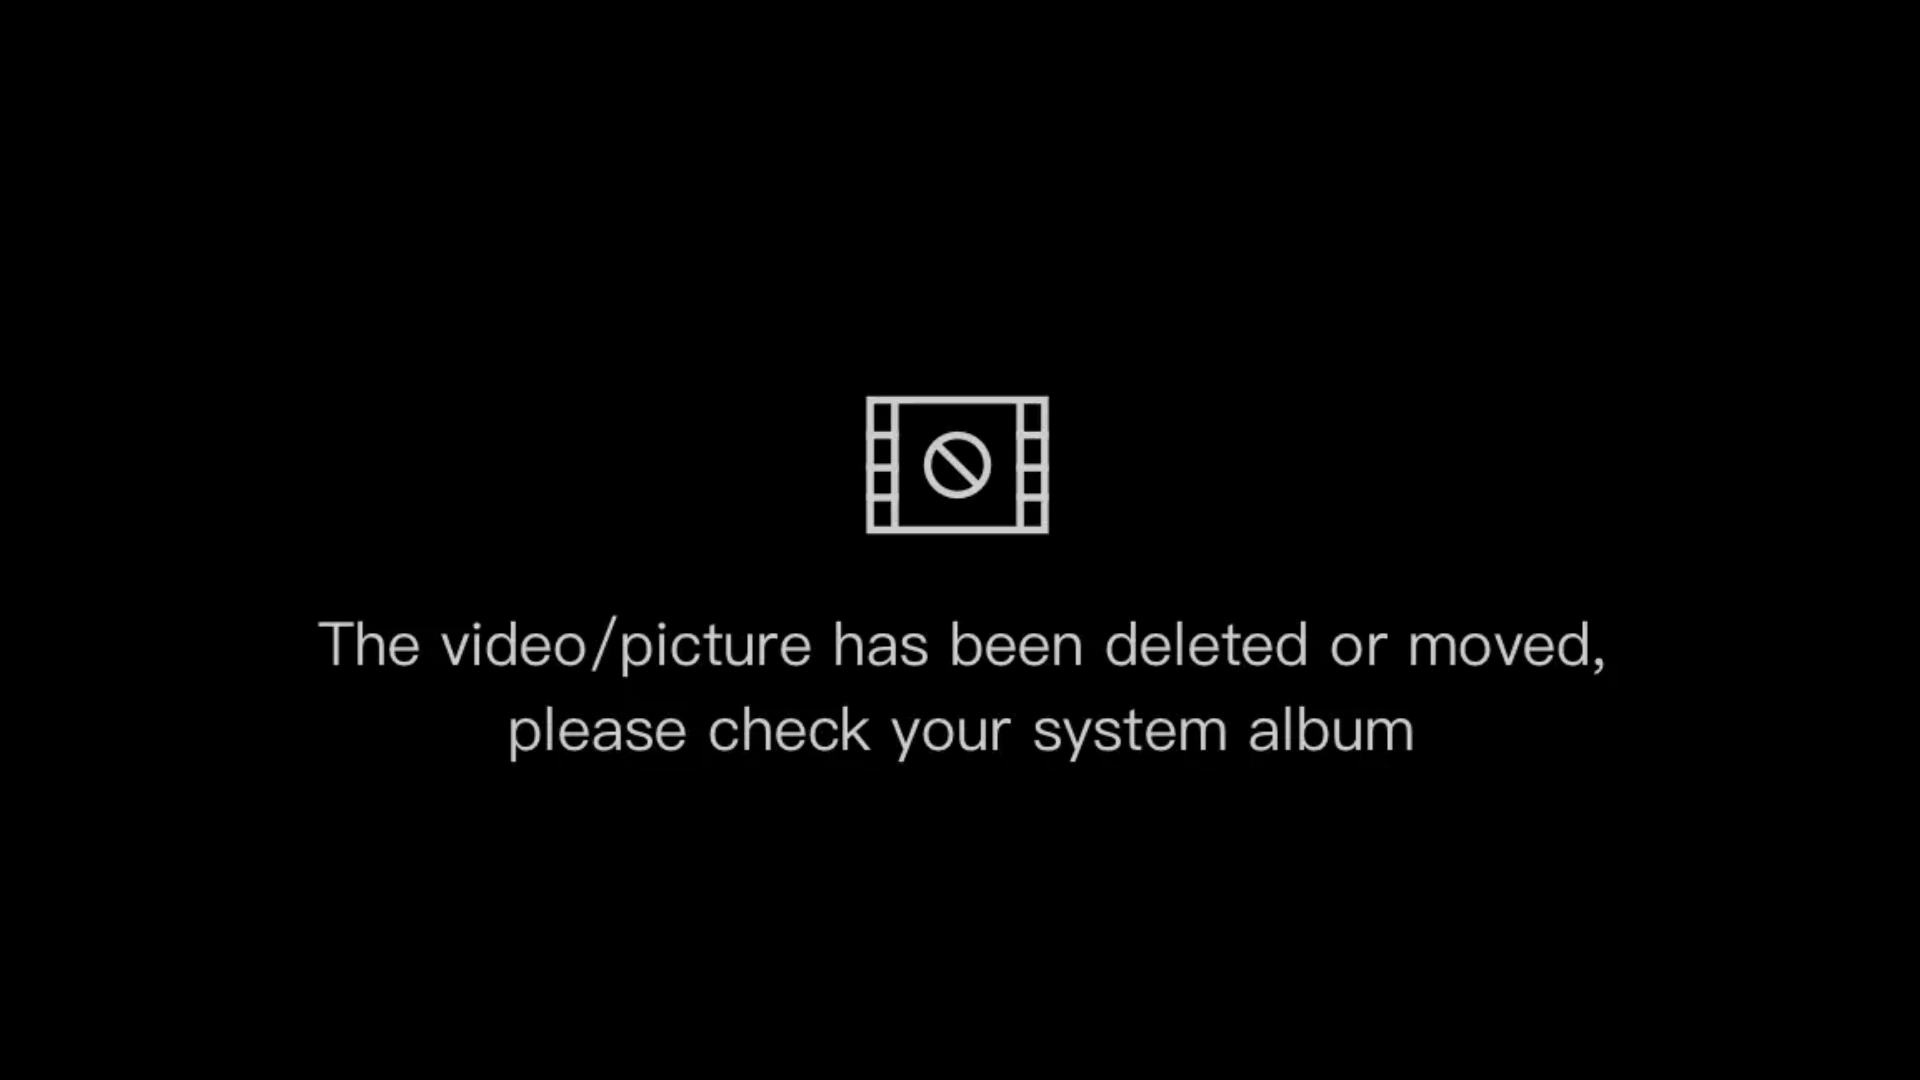 The video/picture has been deleted or moved,
please check your system album